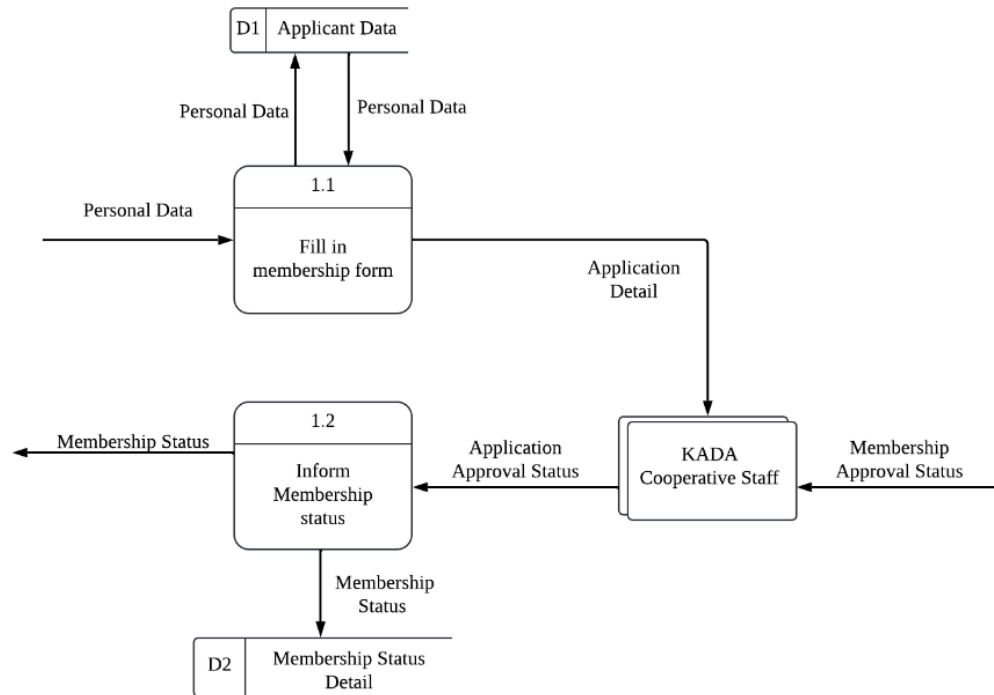 D1
Applicant Data
Personal Data
Personal Data
1.1
Personal Data
Fill in
membership form
Application
Detail
1.2
Membership Status
Inform
Membership
status
Application
Approval Status
KADA
Cooperative Staff
Membership
Approval Status
Membership
Status
D2
Membership Status
Detail